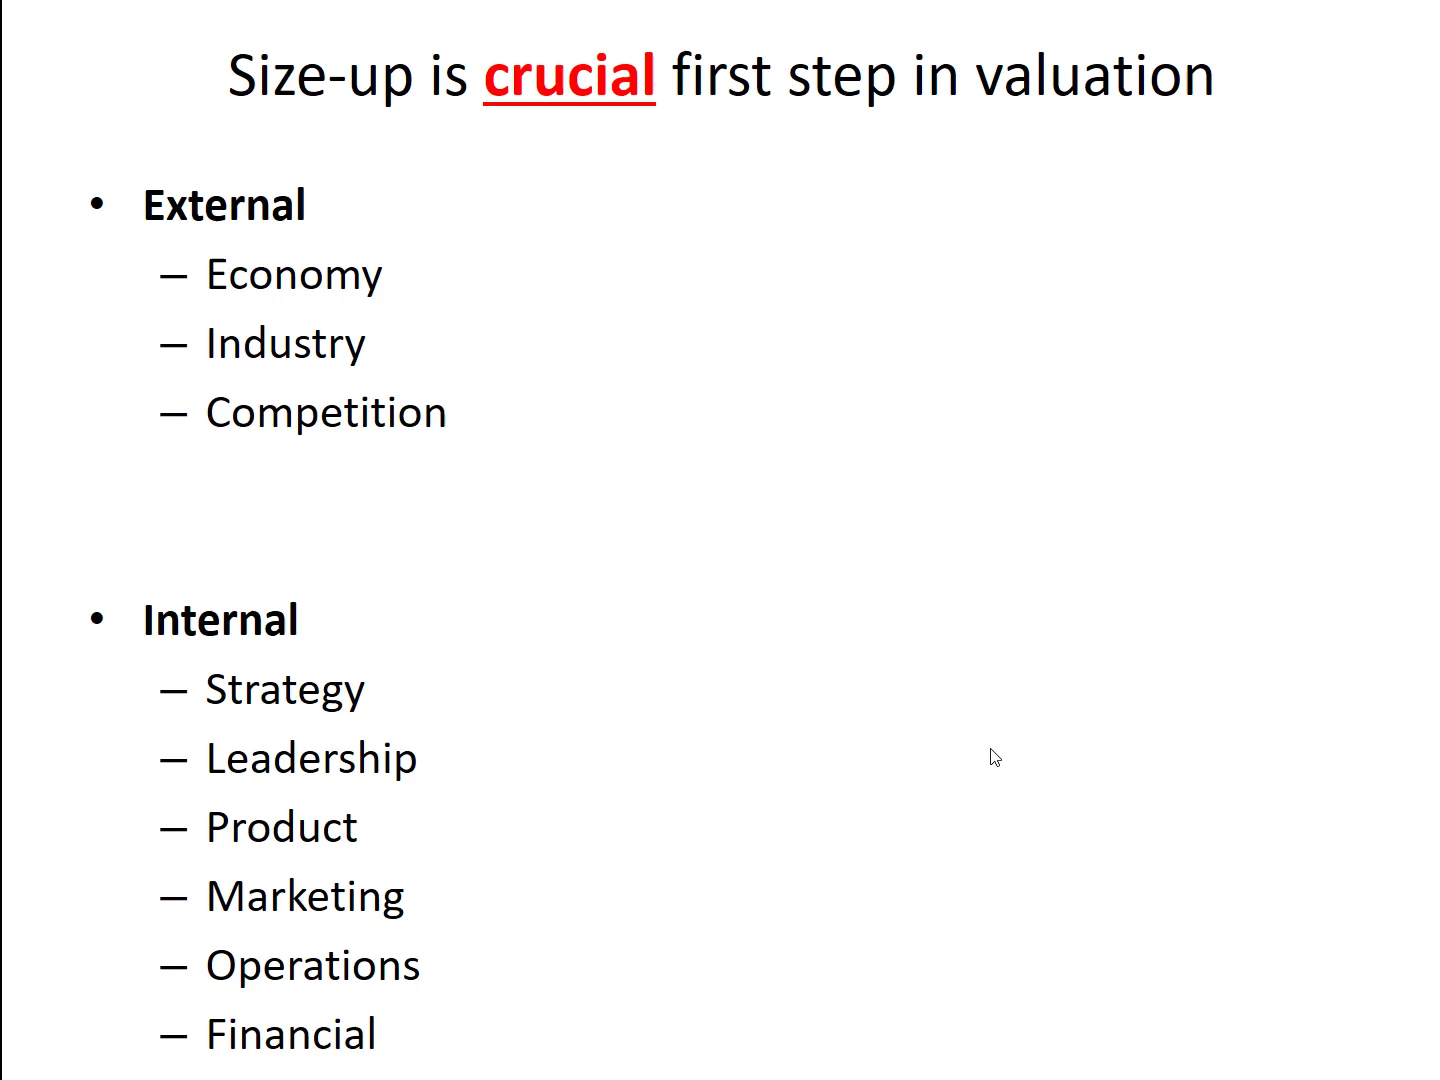 Size-up is crucial first step in valuation
• External
– Economy
– Industry
– Competition
• Internal
– Strategy
– Leadership
– Product
– Marketing
– Operations
– Financial